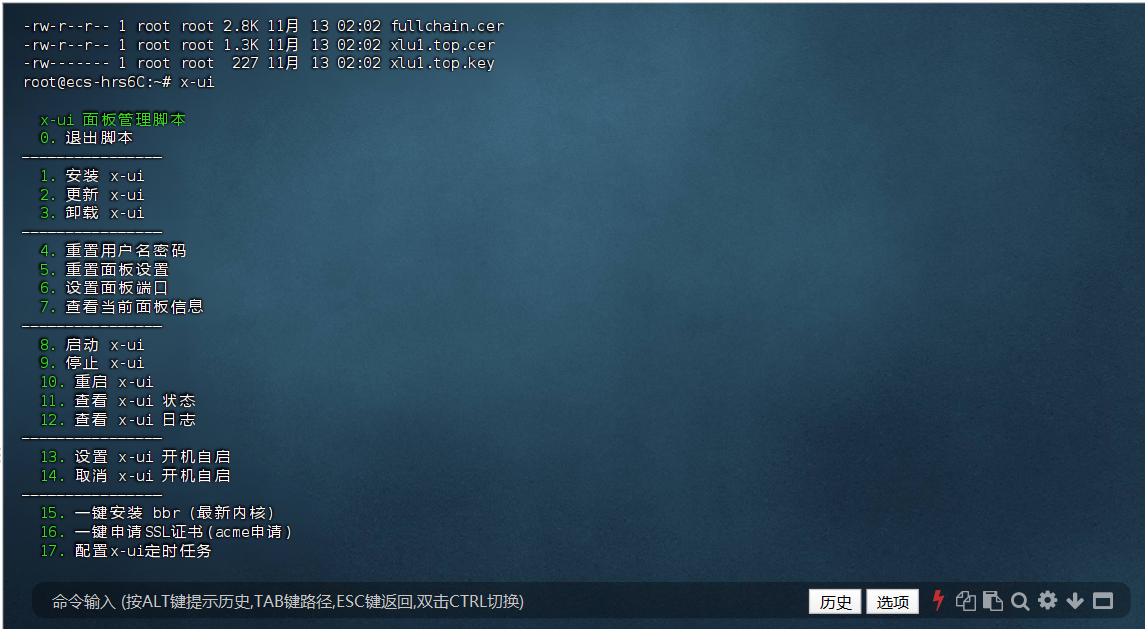 -rw-r--r-- 1 root root 2.8K 11月 13 02:02 fullchain.cer
-rw-r--r-- 1 root root 1.3K 11月 13 02:02 xlu1.top.cer
-rw------- 1 root root  227 11月 13 02:02 xlu1.top.key
root@ecs-hrs6C:~# x-ui
x-ui 面板管理脚本
0. 退出脚本
————————————————
1. 安装 x-ui
2. 更新 x-ui
3. 卸载 x-ui
————————————————
4. 重置用户名密码
5. 重置面板设置
6. 设置面板端口
7. 查看当前面板信息
————————————————
8. 启动 x-ui
9. 停止 x-ui
10. 重启 x-ui
11. 查看 x-ui 状态
12. 查看 x-ui 日志
————————————————
13. 设置 x-ui 开机自启
14. 取消 x-ui 开机自启
————————————————
15. 一键安装 bbr (最新内核)
16. 一键申请SSL证书(acme申请)
17. 配置x-ui定时任务
命令输入 (按ALT键提示历史,TAB键路径,ESC键返回,双击CTRL切换) 历史 选项